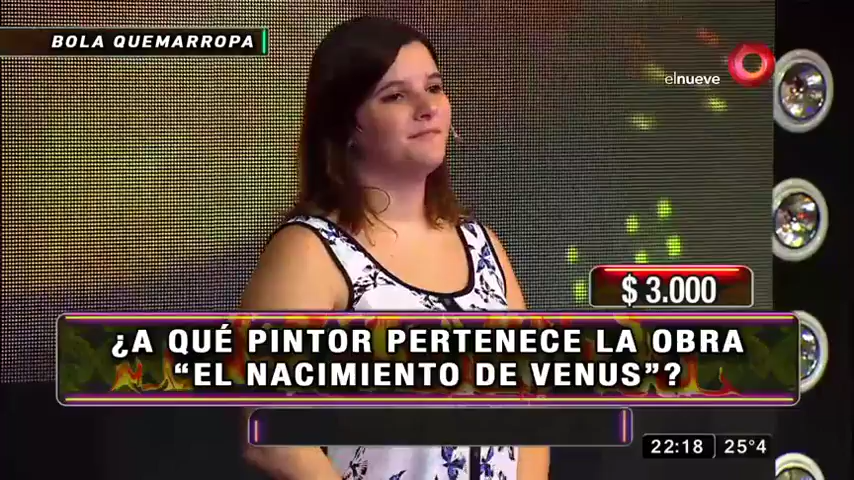 BOLA QUEMARROPA
elnueve
$ 3.000
¿A QUÉ PINTOR PERTENECE LA OBRA
“EL NACIMIENTO DE VENUS”?
22:18 25°4